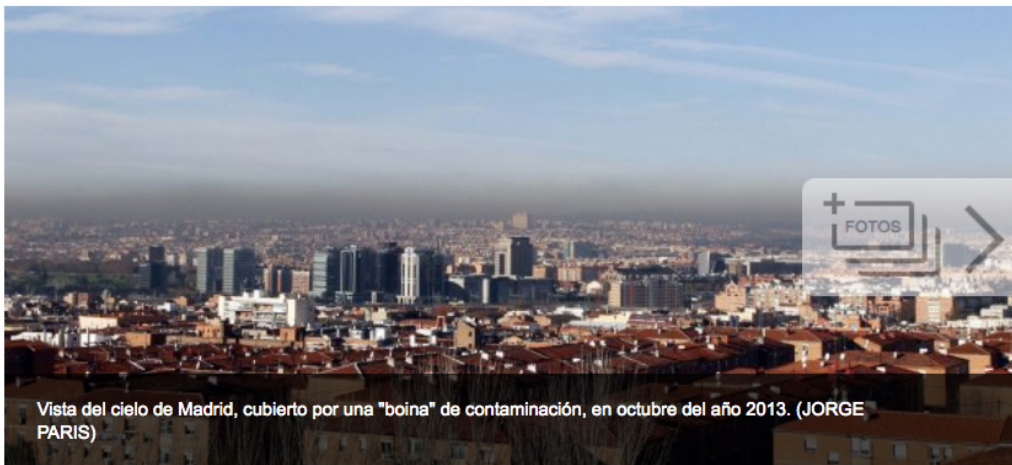 FOTOS
Vista del cielo de Madrid, cubierto por una "boina" de contaminación, en octubre del año 2013. (JORGE
PARIS)